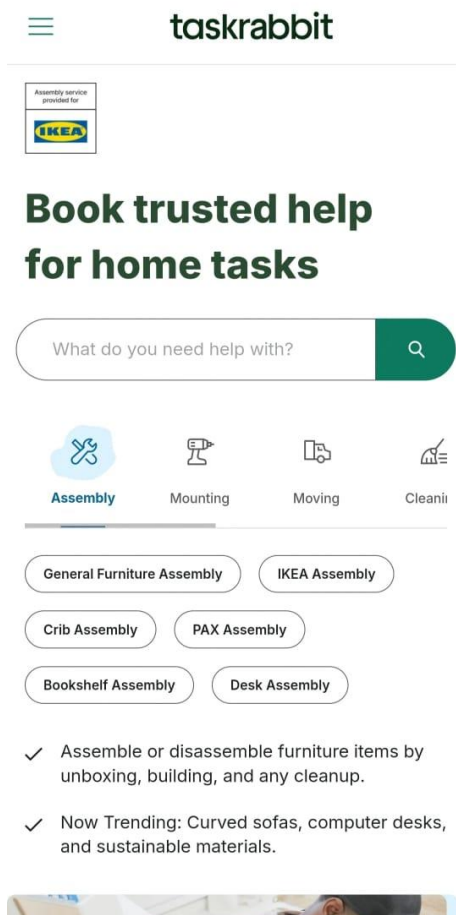 taskrabbit
Assembly service
provided for
IKEA
Book trusted help
for home tasks
What do you need help with?
Assembly
Mounting
Moving
General Furniture Assembly
IKEA Assembly
Crib Assembly
PAX Assembly
Bookshelf Assembly
Desk Assembly
Assemble or disassemble furniture items by
unboxing, building, and any cleanup.
Now Trending: Curved sofas, computer desks,
and sustainable materials.